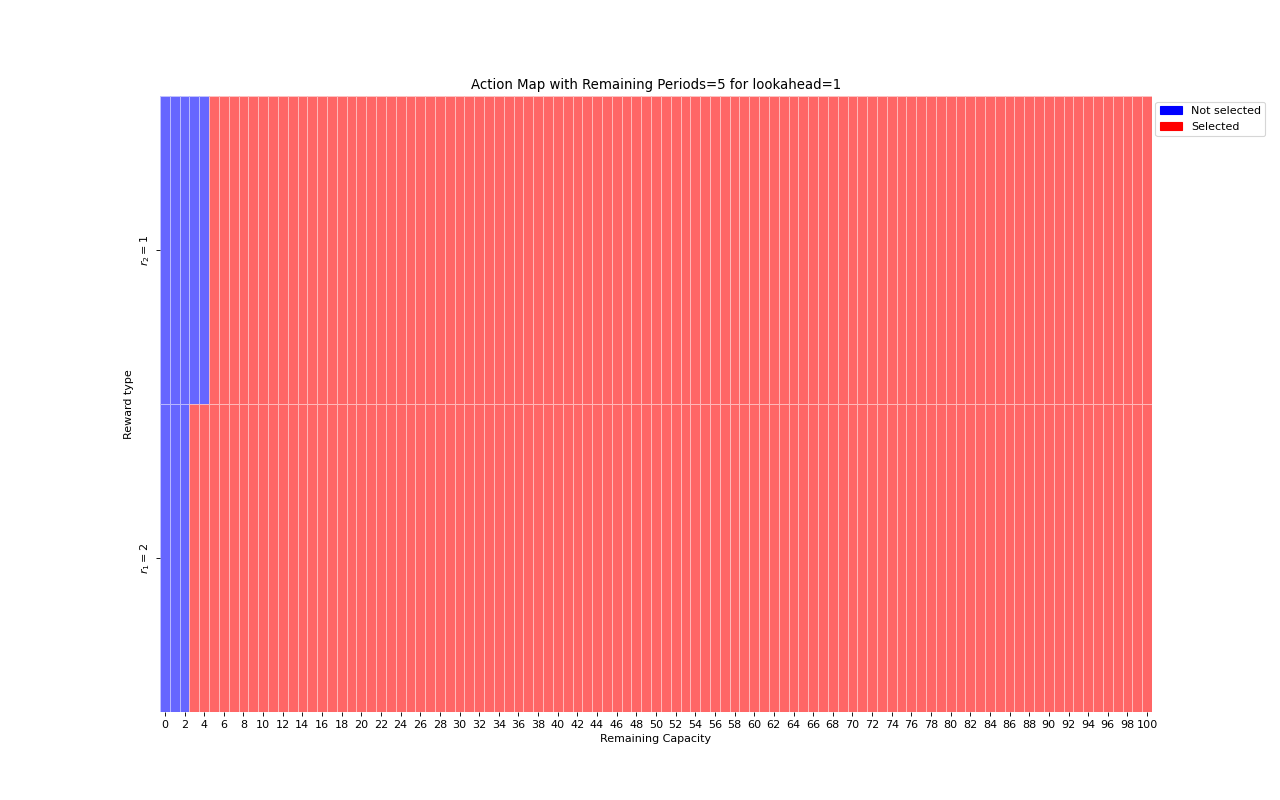 Action Map with Remaining Periods=5 for lookahead=1
Not selected
Selected
Reward type
r₂ = 1
r₁ = 2
0 2 4 6 8 10 12 14 16 18 20 22 24 26 28 30 32 34 36 38 40 42 44 46 48 50 52 54 56 58 60 62 64 66 68 70 72 74 76 78 80 82 84 86 88 90 92 94 96 98 100
Remaining Capacity